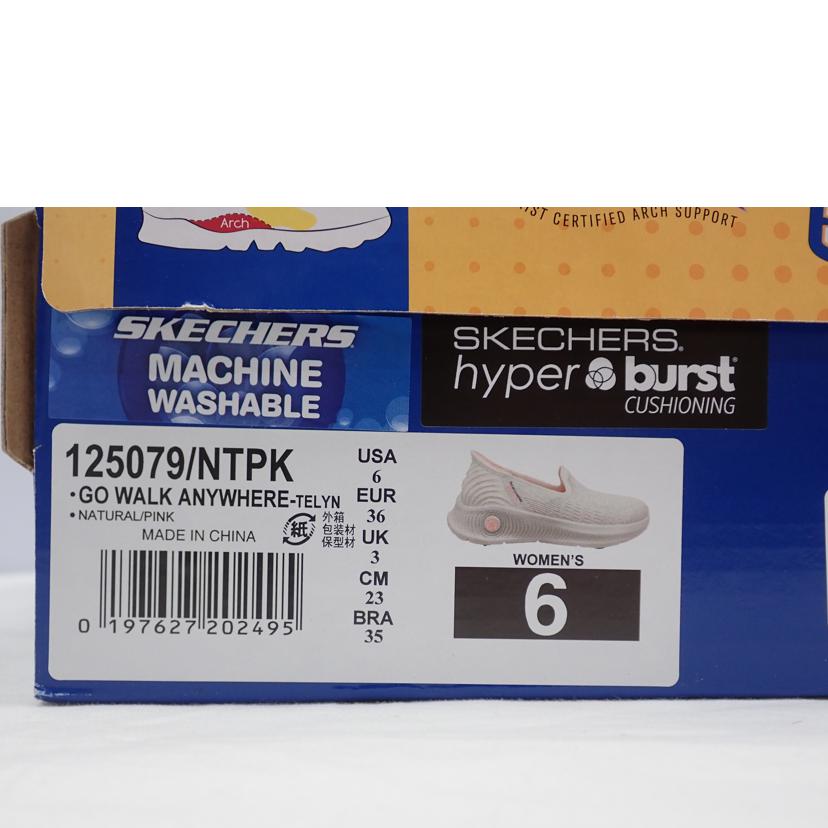 Arch
IST CERTIFIED ARCH SUPPORT
SKECHERS
MACHINE
WASHABLE
SKECHERS®
hyper burst®
CUSHIONING
125079/NTPK
•GO WALK ANYWHERE-TELYN
•NATURAL/PINK
MADE IN CHINA
紙
外箱
包装材
保型材
0 197627 202495
USA
6
EUR
36
UK
3
CM
23
BRA
35
WOMEN'S
6